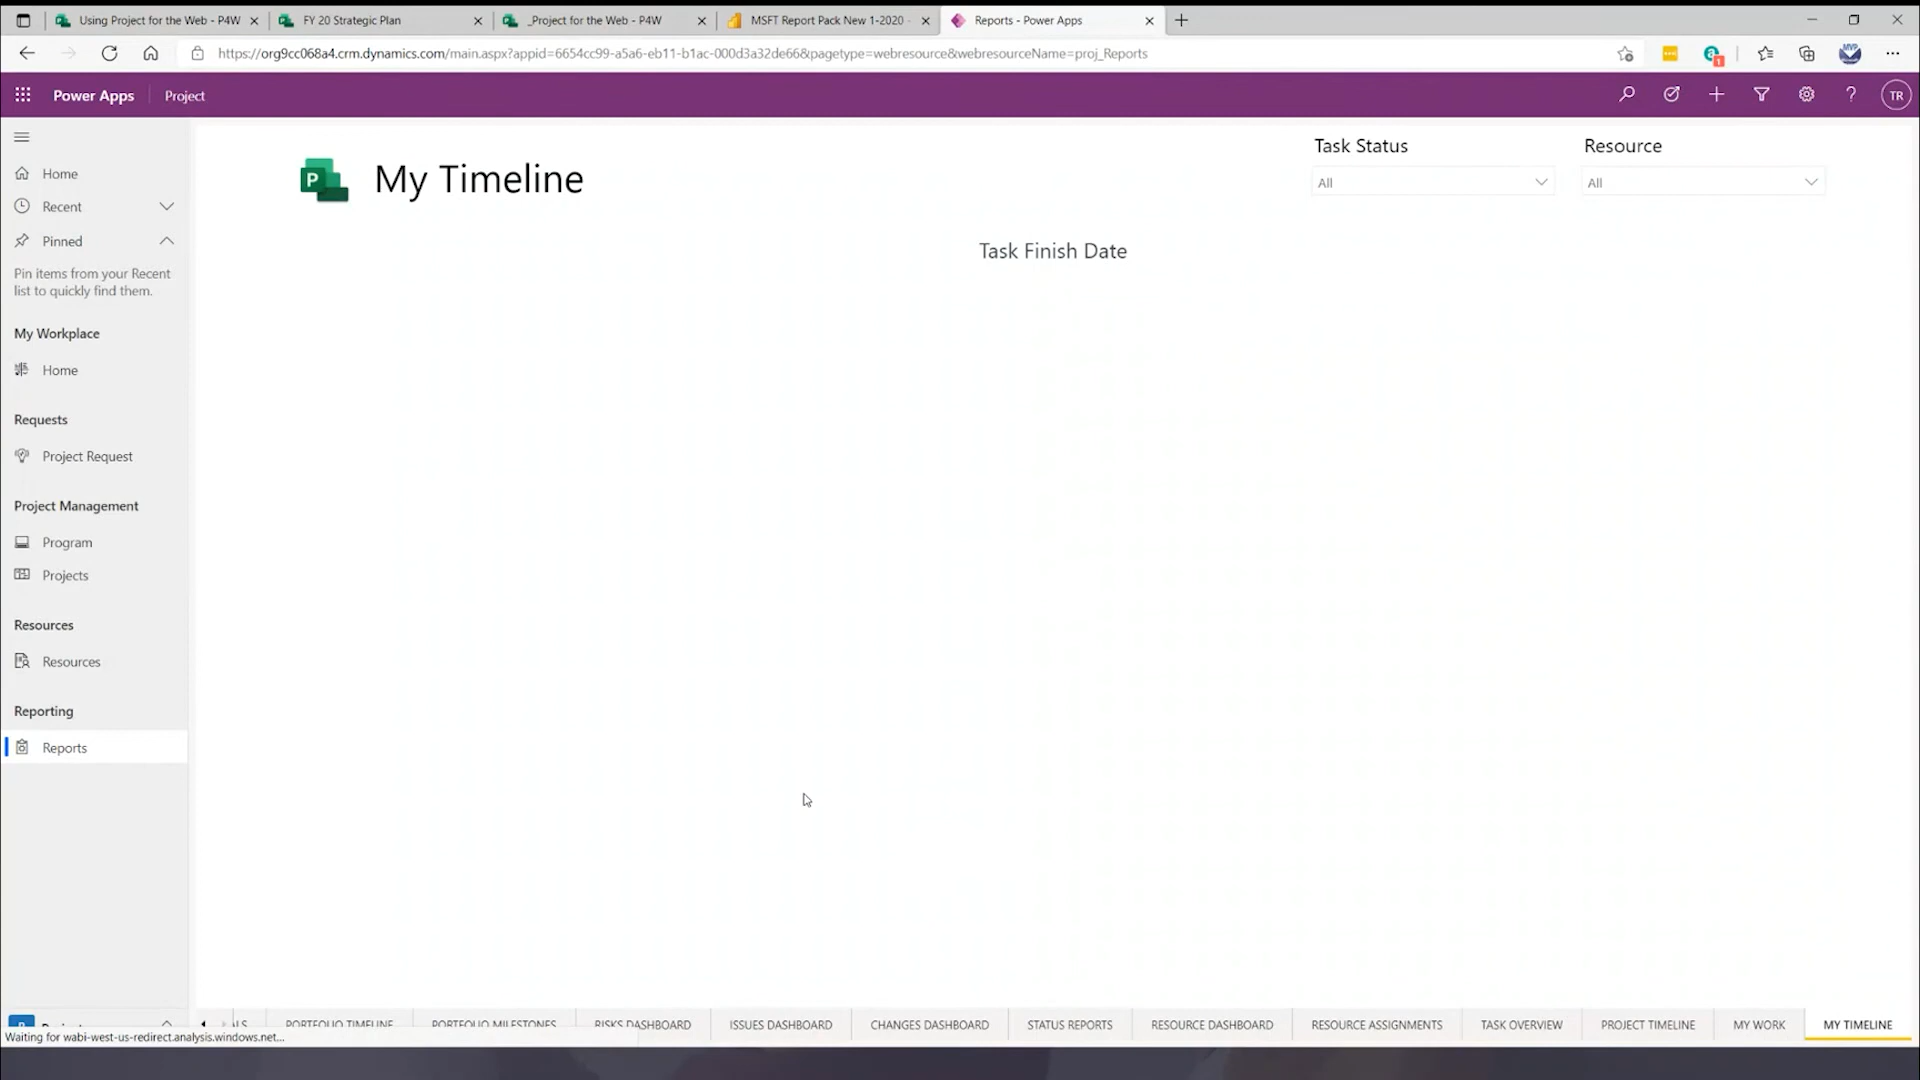 Using Project for the Web - P4W
FY 20 Strategic Plan
_Project for the Web - P4W
MSFT Report Pack New 1-2020 -
Reports - Power Apps
https://org9cc068a4.crm.dynamics.com/main.aspx?appid=6654cc99-a5a6-eb11-b1ac-000d3a32de66&pagetype=webresource&webresourceName=proj_Reports
a
1
MVP
Power Apps
Project
TR
Home
Recent
Pinned
Pin items from your Recent
list to quickly find them.
My Workplace
Home
Requests
Project Request
Project Management
Program
Projects
Resources
Resources
Reporting
Reports
P
My Timeline
Task Status
All
Resource
All
Task Finish Date
LS
PORTFOLIO TIMELINE
PORTFOLIO MILESTONES
RISKS DASHBOARD
ISSUES DASHBOARD
CHANGES DASHBOARD
STATUS REPORTS
RESOURCE DASHBOARD
RESOURCE ASSIGNMENTS
TASK OVERVIEW
PROJECT TIMELINE
MY WORK
MY TIMELINE
Waiting for wabi-west-us-redirect.analysis.windows.net...